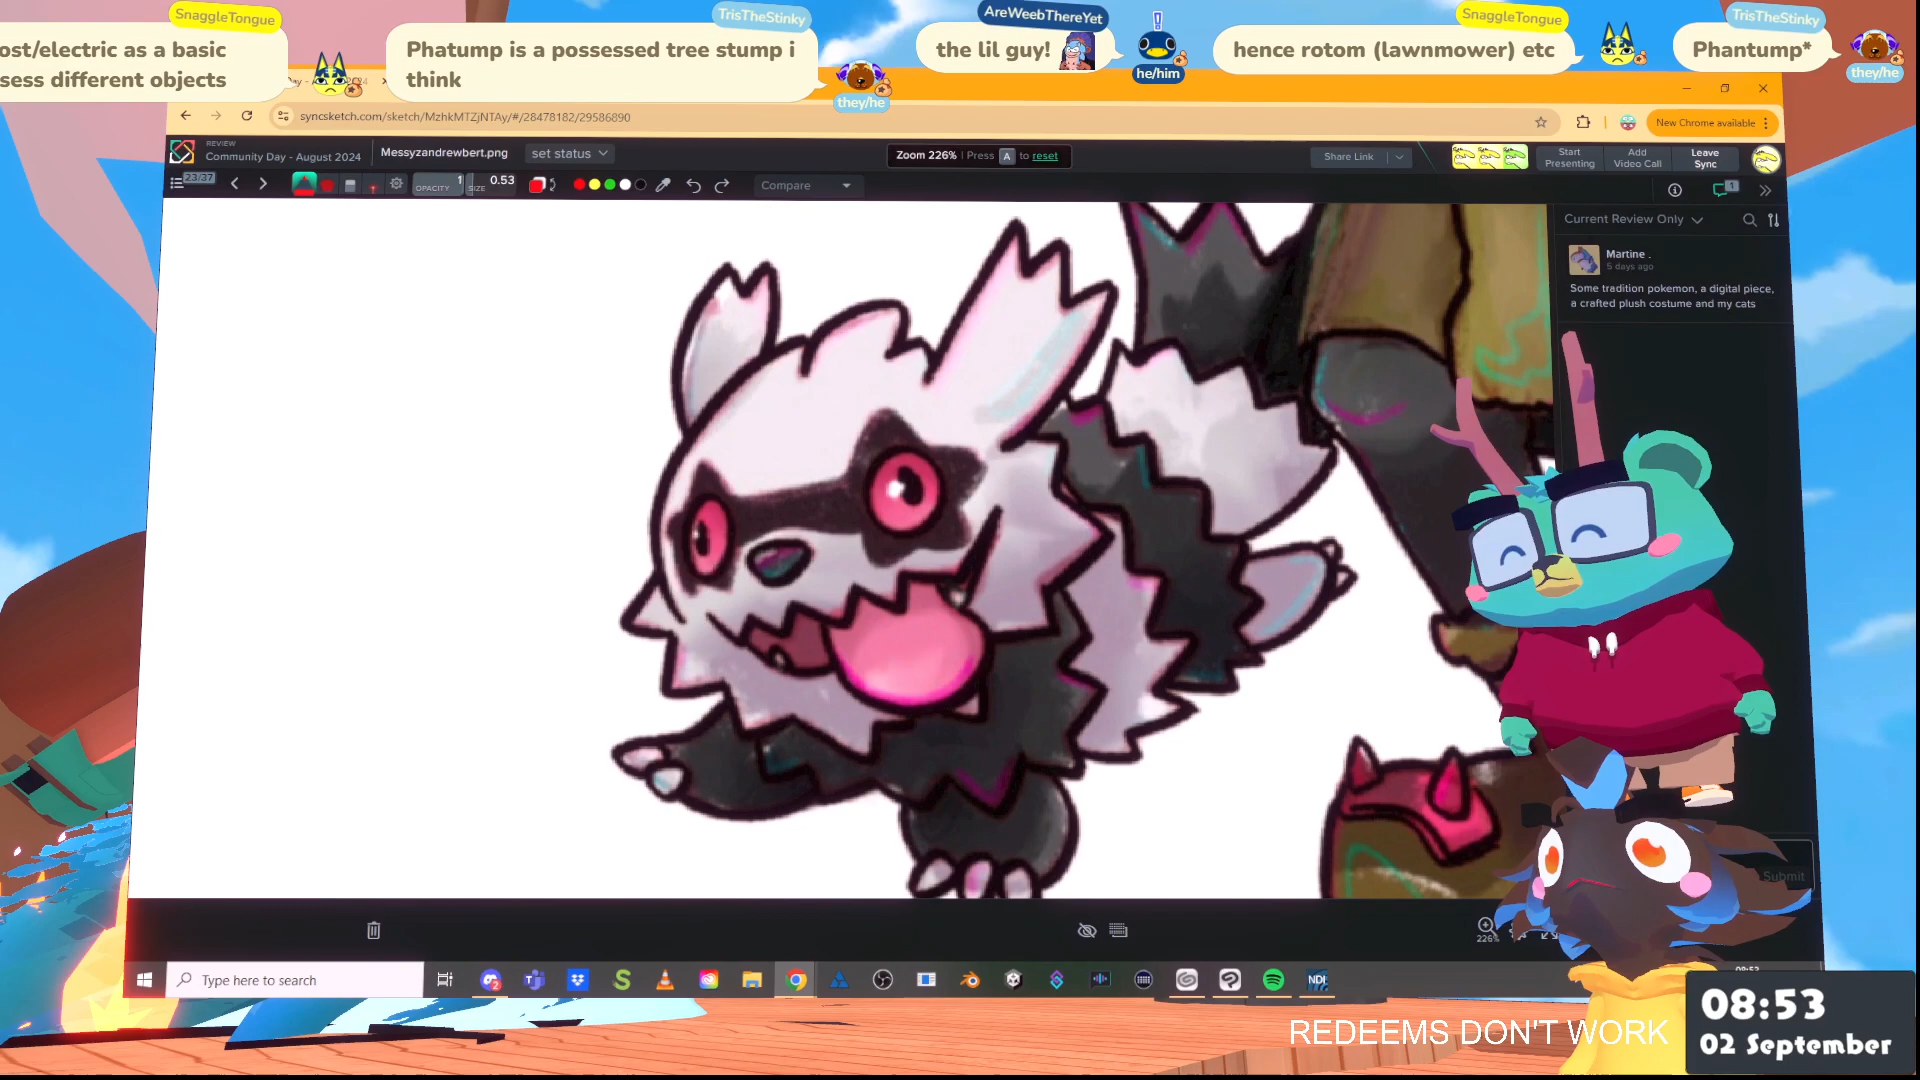 SnaggleTongue
ost/electric as a basic
sess different objects
TrisTheStinky
Phatump is a possessed tree stump i
think
they/he
AreWeebThereYet
the lil guy!
he/him
SnaggleTongue
hence rotom (lawnmower) etc
TrisTheStinky
Phantump*
they/he
syncsketch.com/sketch/MzhkMTZjNTAy/#/28478182/29586890
New Chrome available
REVIEW
Community Day - August 2024
Messyzandrewbert.png
set status
Zoom 226% | Press A to reset
Share Link
Start
Presenting
Add
Video Call
Leave
Sync
23:37
OPACITY 1
SIZE 0.53
Compare
1
Current Review Only
Martine .
5 days ago
Some tradition pokemon, a digital piece,
a crafted plush costume and my cats
Submit
226%
Type here to search
2
NDI
REDEEMS DON'T WORK
08:53
02 September